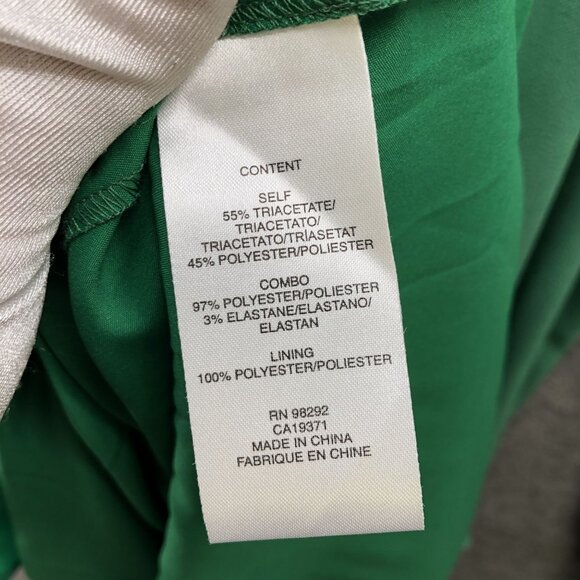 CONTENT
SELF
55% TRIACETATE/
TRIACETATO/
TRIACETATO/TRÍASETAT
45% POLYESTER/POLIESTER
COMBO
97% POLYESTER/POLIESTER
3% ELASTANE/ELASTANO/
ELASTAN
LINING
100% POLYESTER/POLIESTER
RN 98292
CA19371
MADE IN CHINA
FABRIQUE EN CHINE